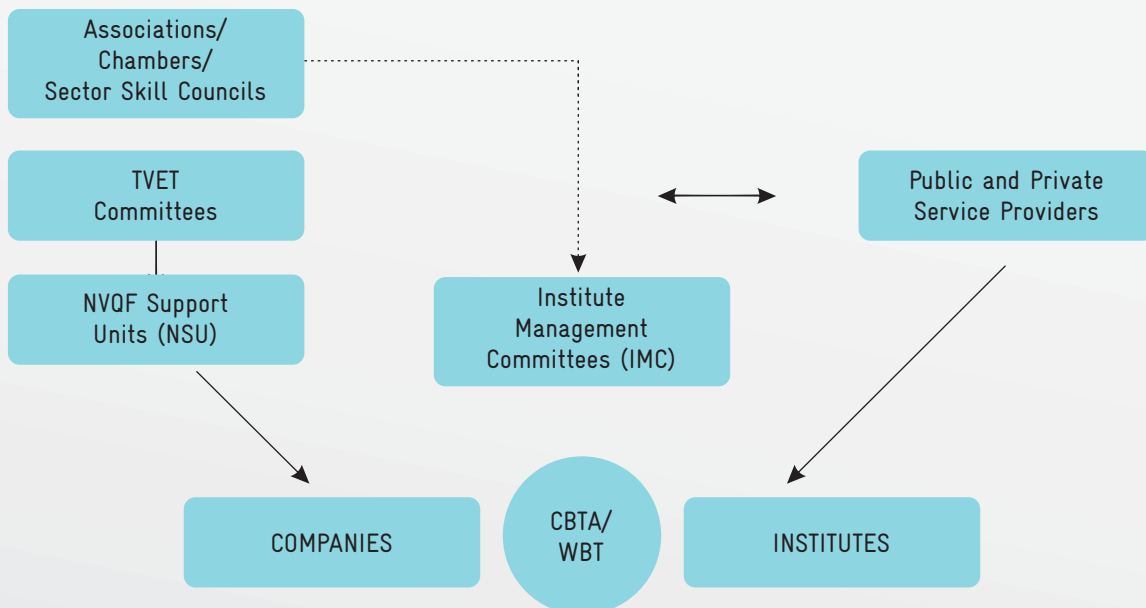 Associations/
Chambers/
Sector Skill Councils
TVET
Committees
Public and Private
Service Providers
NVQF Support
Units (NSU)
Institute
Management
Committees (IMC)
COMPANIES
CBTA/
WBT
INSTITUTES